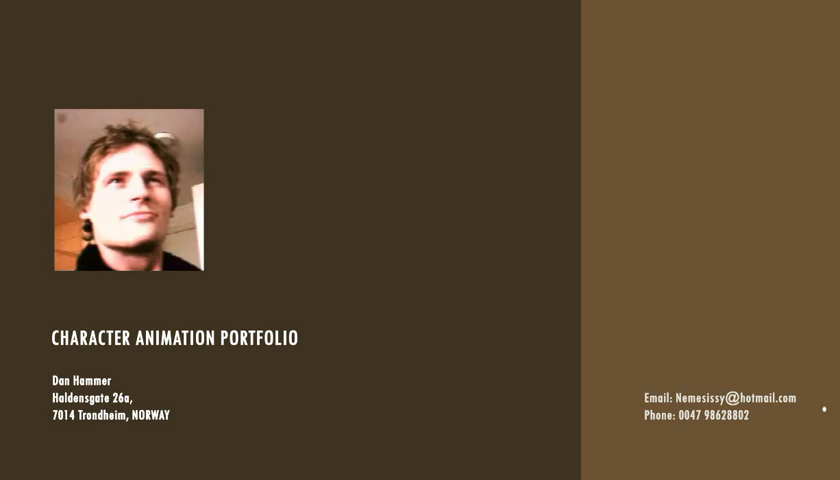 CHARACTER ANIMATION PORTFOLIO
Dan Hammer
Haldensgate 26a,
7014 Trondheim, NORWAY
Email: Nemesissy@hotmail.com
Phone: 0047 98628802